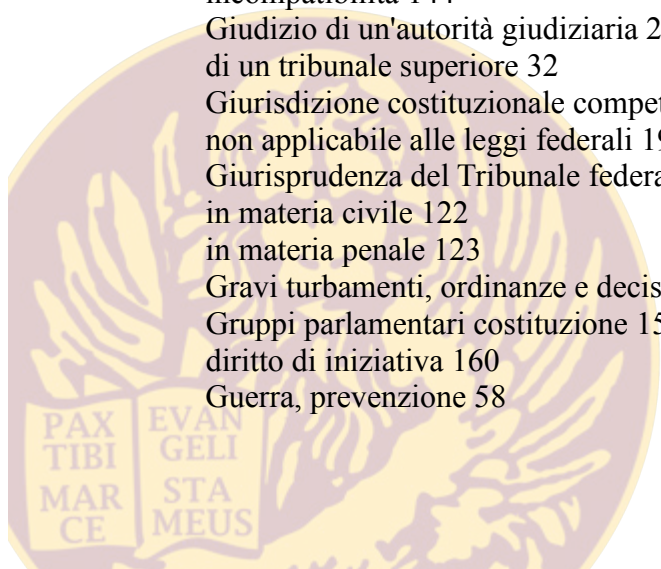 Giudizio di un'autorità giudiziaria 2
di un tribunale superiore 32
Giurisdizione costituzionale compet
non applicabile alle leggi federali 19
Giurisprudenza del Tribunale federa
in materia civile 122
in materia penale 123
Gravi turbamenti, ordinanze e decis
Gruppi parlamentari costituzione 15
diritto di iniziativa 160
Guerra, prevenzione 58
PAX
TIBI
MAR
CE
EVAN
GELI
STA
MEUS